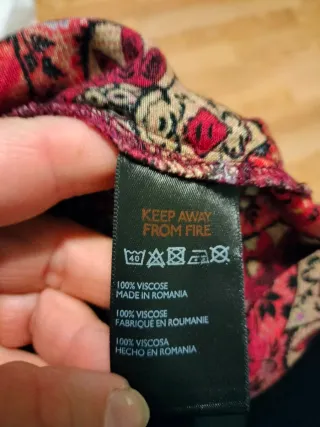 KEEP AWAY
FROM FIRE
40
100% VISCOSE
MADE IN ROMANIA
100% VISCOSE
FABRIQUÉ EN ROUMANIE
100% VISCOSA
HECHO EN ROMANIA